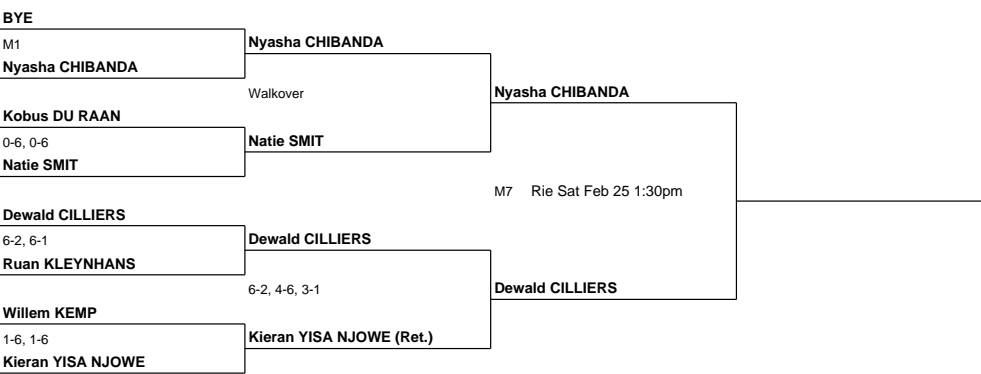 BYE
M1
Nyasha CHIBANDA
Nyasha CHIBANDA
Walkover
Nyasha CHIBANDA
Kobus DU RAAN
0-6, 0-6
Natie SMIT
Natie SMIT
M7 Rie Sat Feb 25 1:30pm
Dewald CILLIERS
6-2, 6-1
Ruan KLEYNHANS
Dewald CILLIERS
6-2, 4-6, 3-1
Dewald CILLIERS
Willem KEMP
1-6, 1-6
Kieran YISA NJOWE
Kieran YISA NJOWE (Ret.)